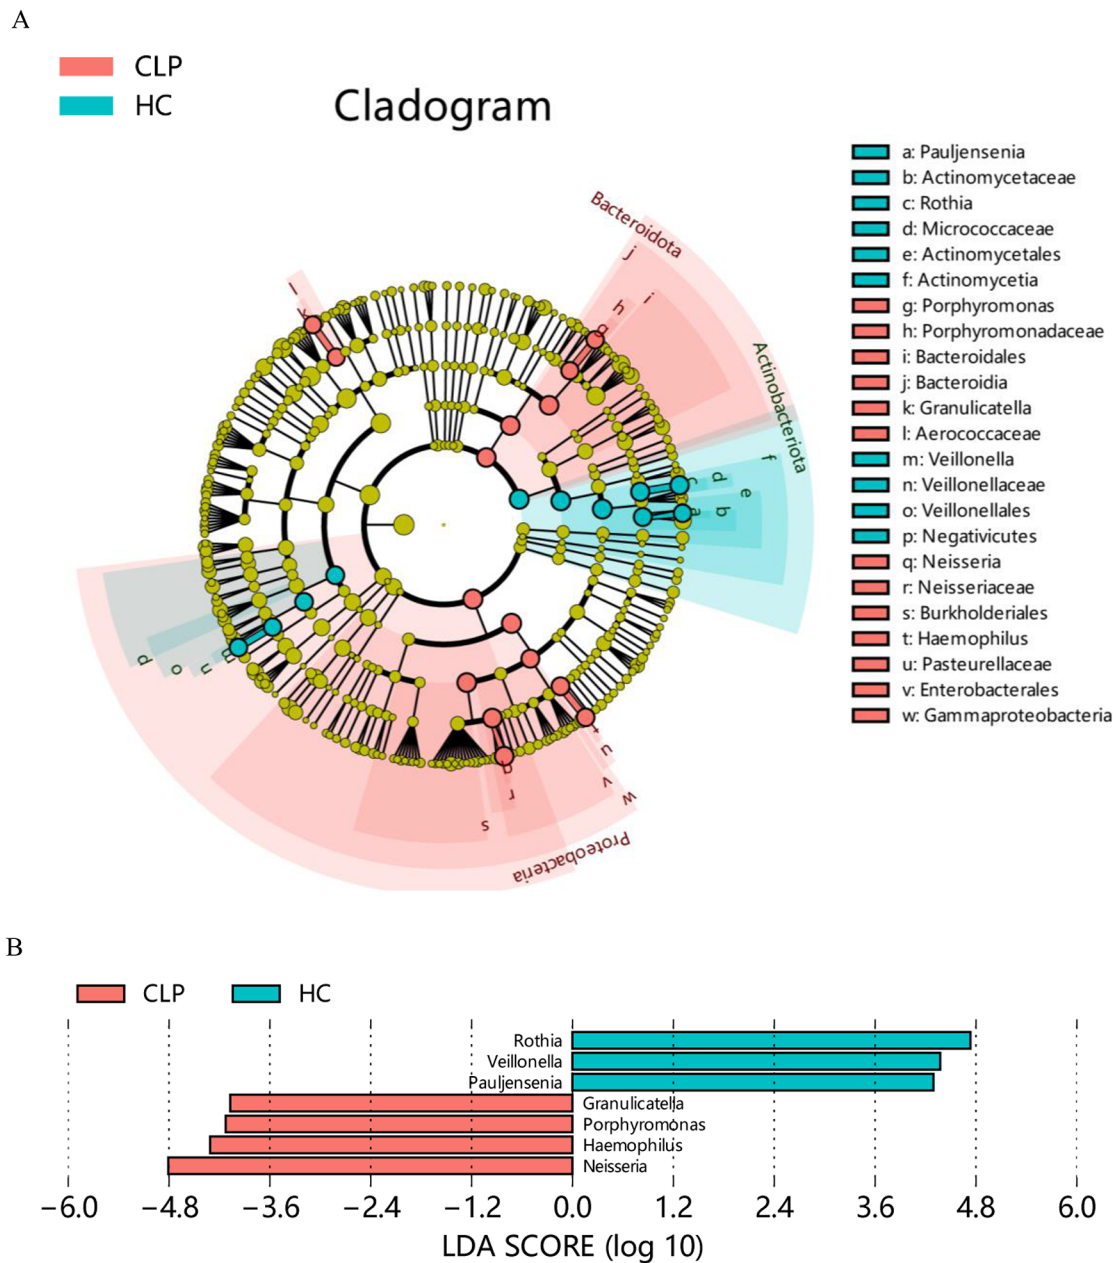 A
CLP
HC
Cladogram
a: Pauljensenia
b: Actinomycetaceae
c: Rothia
d: Micrococcaceae
e: Actinomycetales
f: Actinomycetia
g: Porphyromonas
h: Porphyromonadaceae
i: Bacteroidales
j: Bacteroidia
k: Granulicatella
l: Aerococcaceae
m: Veillonella
n: Veillonellaceae
o: Veillonellales
p: Negativicutes
q: Neisseria
r: Neisseriaceae
s: Burkholderiales
t: Haemophilus
u: Pasteurellaceae
v: Enterobacterales
w: Gammaproteobacteria
Bacteroidota
j
i
h
g
l
k
Actinobacteriota
f
e
d
c
b
a
p
o
n
m
q
r
s
t
u
v
w
Proteobacteria
B
CLP
HC
Rothia
Veillonella
Pauljensenia
Granulicatella
Porphyromonas
Haemophilus
Neisseria
−6.0 −4.8 −3.6 −2.4 −1.2 0.0 1.2 2.4 3.6 4.8 6.0
LDA SCORE (log 10)